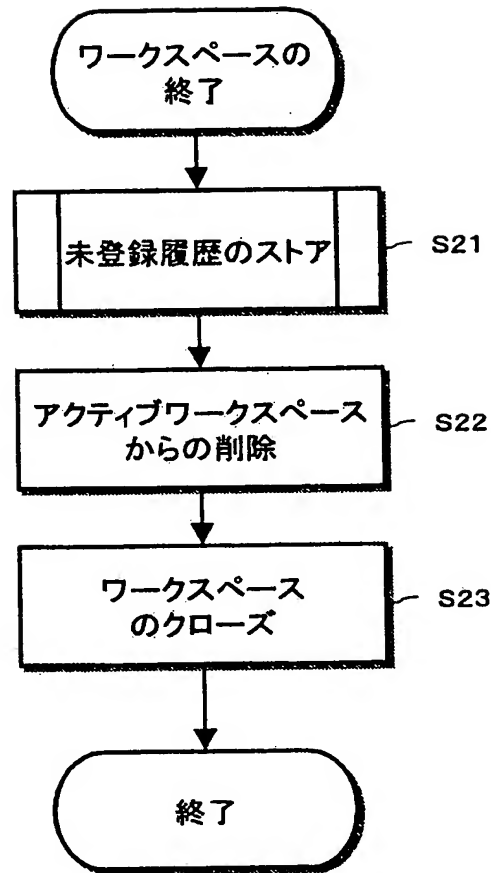 ワークスペースの
終了
未登録履歴のストア
S21
アクティブワークスペース
からの削除
S22
ワークスペース
のクローズ
S23
終了